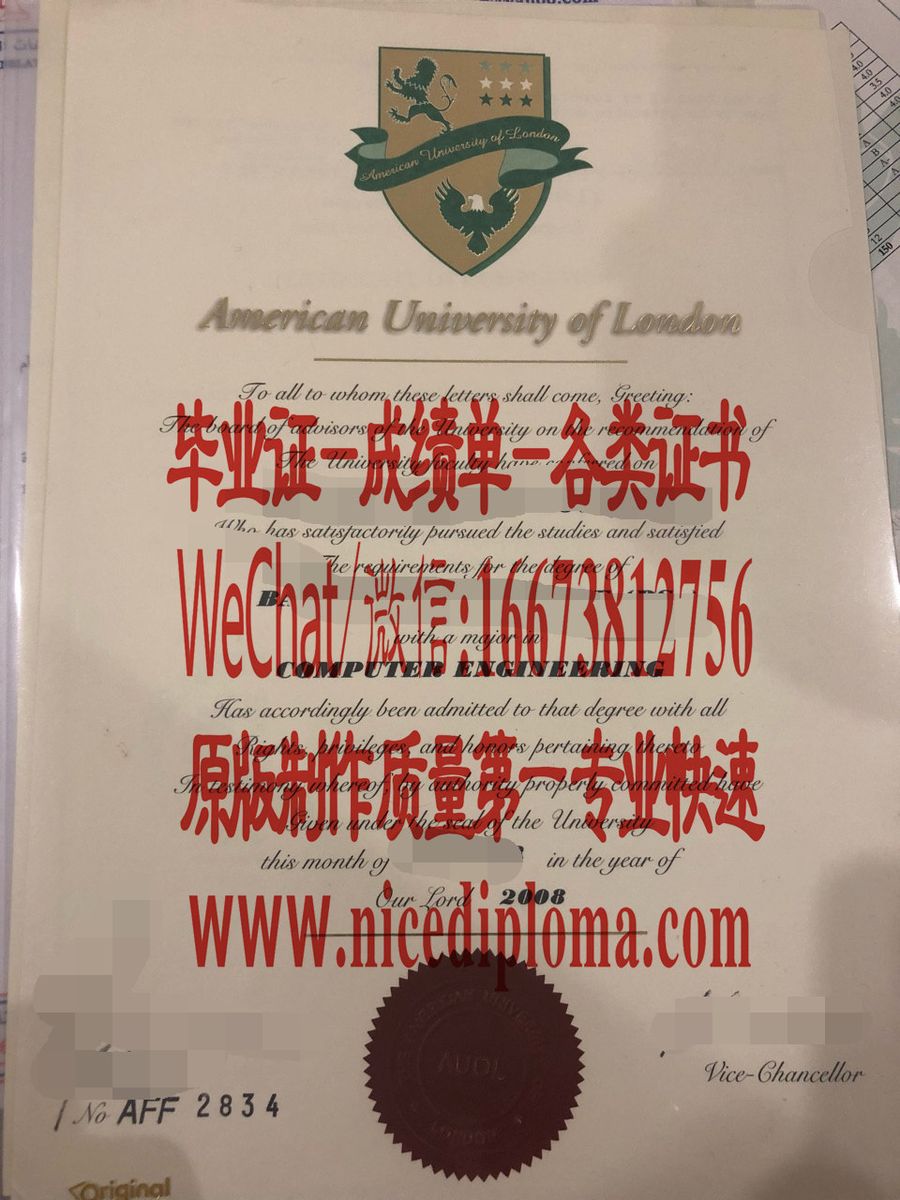 American University of London
American University of London
To all to whom these letters shall come, Greeting:
The board of advisors of the University on the recommendation of
毕业证－成绩单－各类证书
The University faculty have conferred on
Who has satisfactority pursued the studies and satisfied
The requirements for the degree of
WeChat/微信:16673812756
with a major in
COMPUTER ENGINEERING
Has accordingly been admitted to that degree with all
Rights, privileges, and honors pertaining thereto
原版制作质量第一专业快速
In testimony whereof, by authority properly committed have
Given under the seal of the University
this month of in the year of
Our Lord 2008
WWW.nicediploma.com
AUOL
LONDON
Vice-Chancellor
No AFF 2834
Original